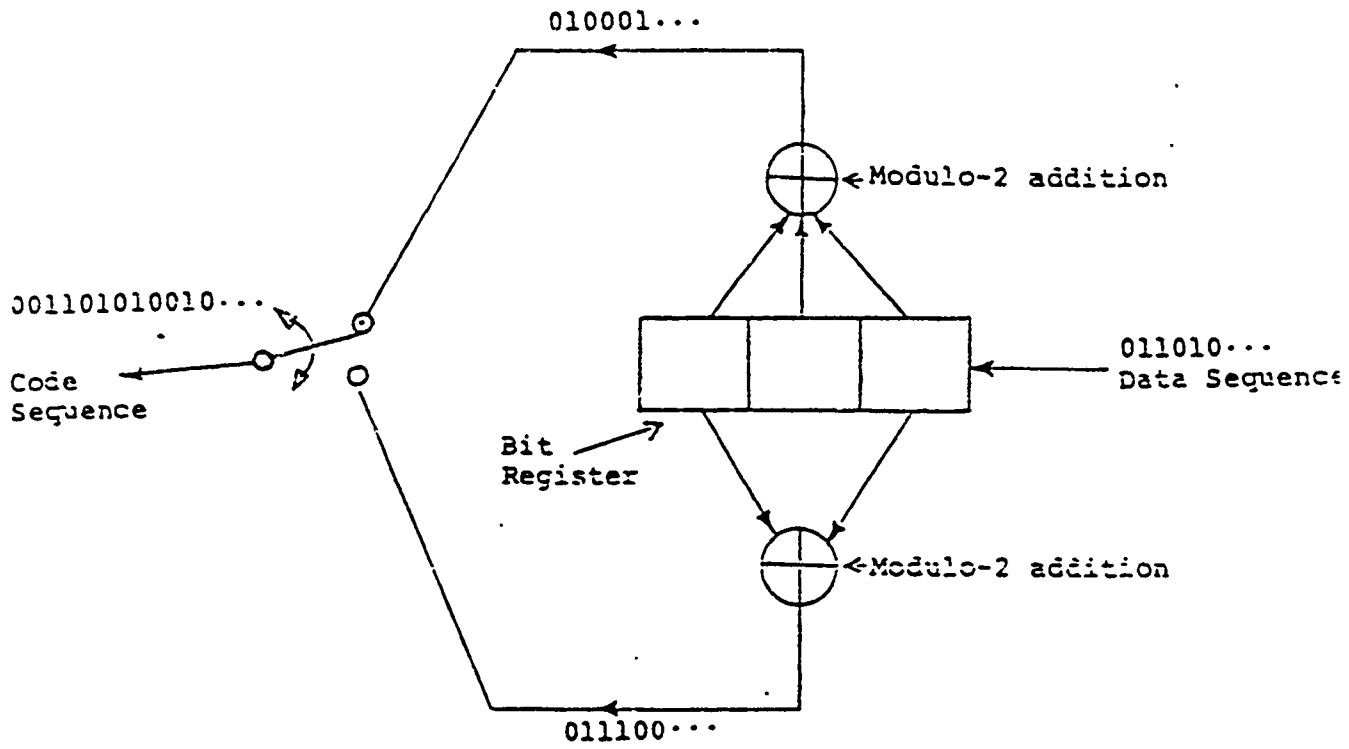 010001···
Modulo-2 addition
001101010010···
Code
Sequence
011010···
Data Sequence
Bit
Register
Modulo-2 addition
011100···